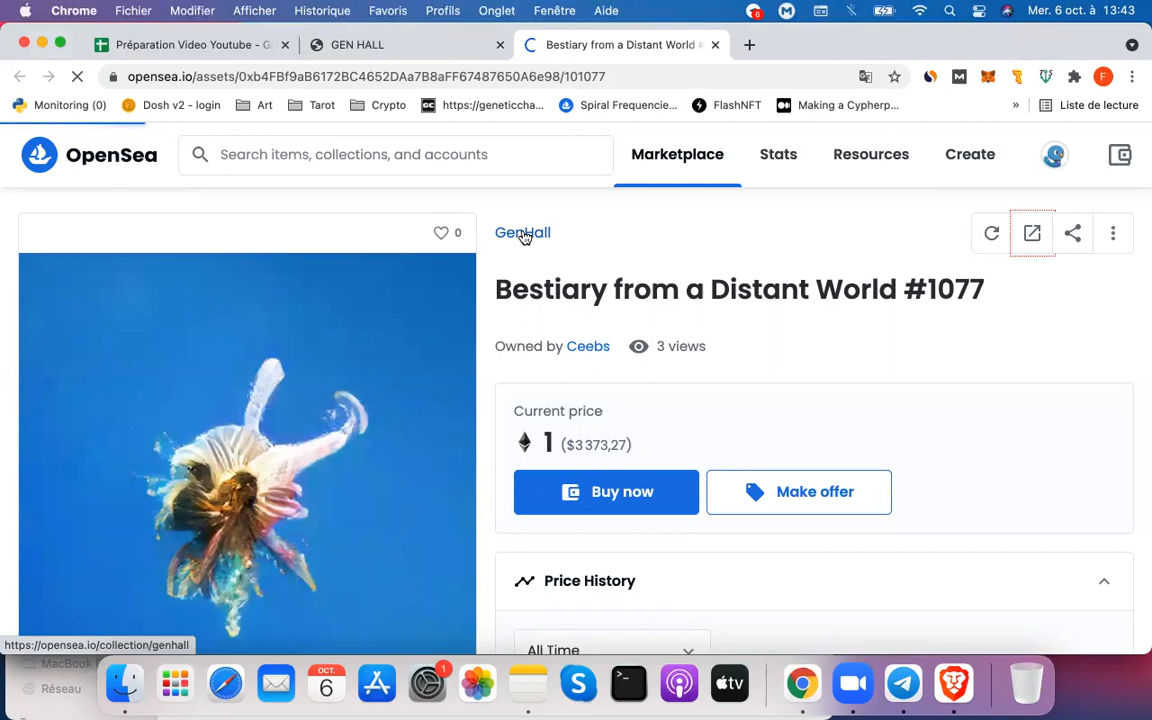 Chrome Fichier Modifier Afficher Historique Favoris Profils Onglet Fenêtre Aide 6 Mer. 6 oct. à 13:43
Préparation Video Youtube - G GEN HALL Bestiary from a Distant World #
opensea.io/assets/0xb4FBf9aB6172BC4652DAa7B8aFF67487650A6e98/101077 F
Monitoring (0) Dosh v2 - login Art Tarot Crypto https://geneticcha... Spiral Frequencie... FlashNFT Making a Cypherp... » Liste de lecture
OpenSea Search items, collections, and accounts Marketplace Stats Resources Create
0 GenHall
Bestiary from a Distant World #1077
Owned by Ceebs 3 views
Current price
1 ($3 373,27)
Buy now Make offer
Price History
All Time
https://opensea.io/collection/genhall
MacBook
Réseau
OCT.
6
1
tv